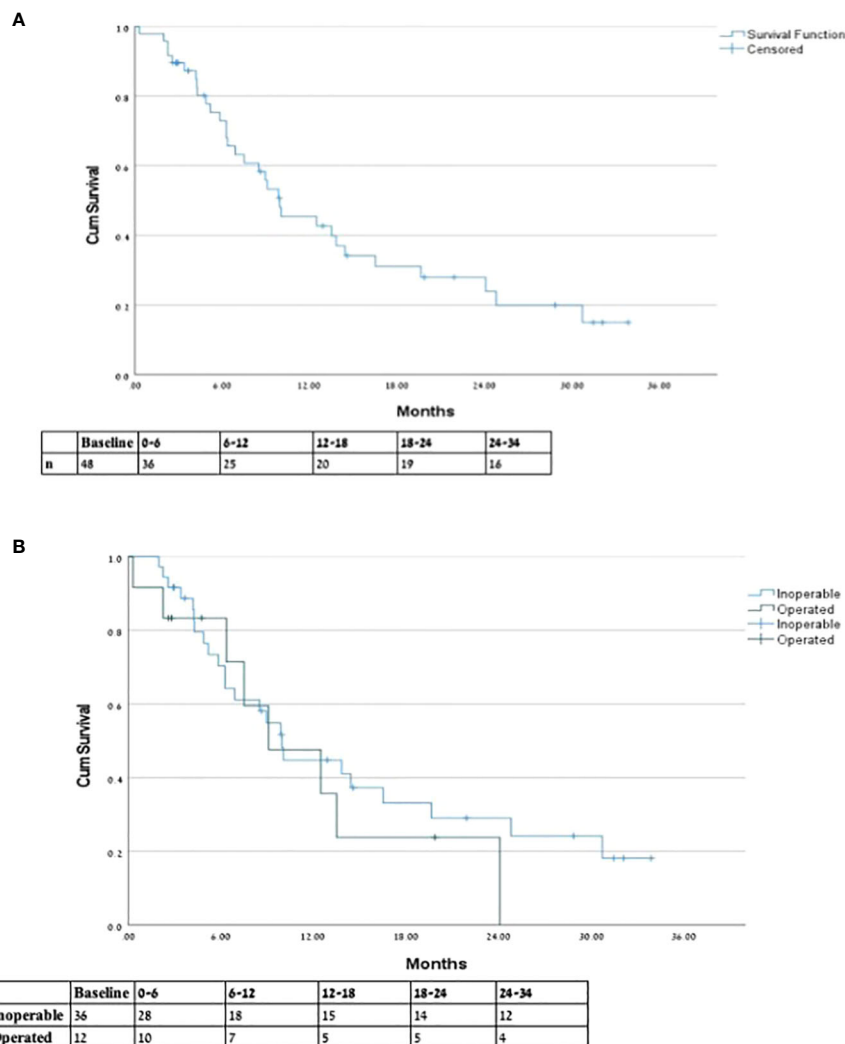 A
1.0
0.8
0.6
0.4
0.2
0.0
Cum Survival
.00 6.00 12.00 18.00 24.00 30.00 36.00
Months
Survival Function
Censored
Baseline 0-6 6-12 12-18 18-24 24-34
n 48 36 25 20 19 16
B
1.0
0.8
0.6
0.4
0.2
0.0
Cum Survival
.00 6.00 12.00 18.00 24.00 30.00 36.00
Months
Inoperable
Operated
Inoperable
Operated
Baseline 0-6 6-12 12-18 18-24 24-34
noperable 36 28 18 15 14 12
perated 12 10 7 5 5 4